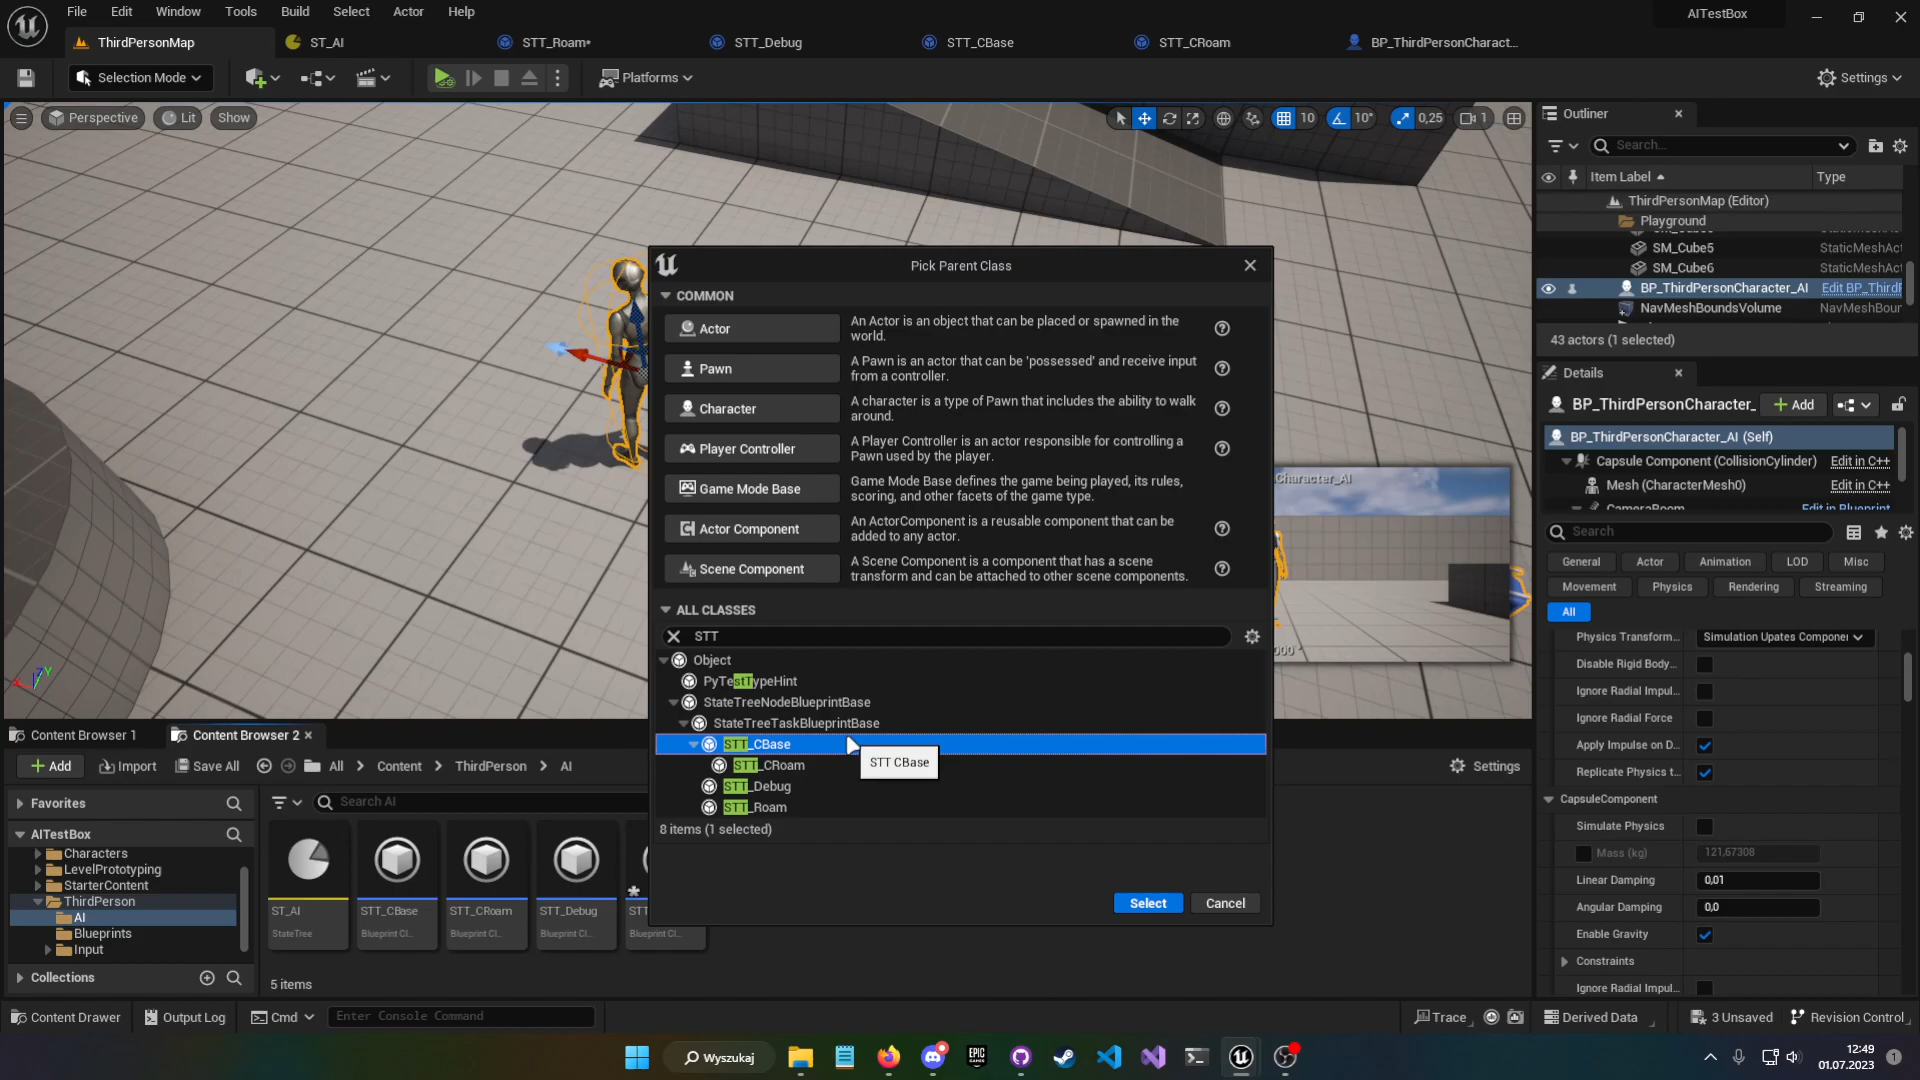 File Edit Window Tools Build Select Actor Help
AITestBox
ThirdPersonMap
ST_AI
STT_Roam*
STT_Debug
STT_CBase
STT_CRoam
BP_ThirdPersonCharact...
Selection Mode
Platforms
Settings
Perspective
Lit
Show
10
10°
0,25
1
Character_AI
Pick Parent Class
COMMON
Actor
An Actor is an object that can be placed or spawned in the
world.
Pawn
A Pawn is an actor that can be 'possessed' and receive input
from a controller.
Character
A character is a type of Pawn that includes the ability to walk
around.
Player Controller
A Player Controller is an actor responsible for controlling a
Pawn used by the player.
Game Mode Base
Game Mode Base defines the game being played, its rules,
scoring, and other facets of the game type.
Actor Component
An ActorComponent is a reusable component that can be
added to any actor.
Scene Component
A Scene Component is a component that has a scene
transform and can be attached to other scene components.
ALL CLASSES
STT
Object
PyTestTypeHint
StateTreeNodeBlueprintBase
StateTreeTaskBlueprintBase
STT_CBase
STT CBase
STT_CRoam
STT_Debug
STT_Roam
8 items (1 selected)
Select
Cancel
Outliner
Search...
Item Label
Type
ThirdPersonMap (Editor)
Playground
SM_Cube5
SM_Cube5 StaticMeshAct
SM_Cube6 StaticMeshAct
BP_ThirdPersonCharacter_AI Edit BP_ThirdF
NavMeshBoundsVolume NavMeshBoun
43 actors (1 selected)
Details
BP_ThirdPersonCharacter_
Add
BP_ThirdPersonCharacter_AI (Self)
Capsule Component (CollisionCylinder) Edit in C++
Mesh (CharacterMesh0) Edit in C++
CameraBoom Edit in Blueprint
Search
General
Actor
Animation
LOD
Misc
Movement
Physics
Rendering
Streaming
All
Physics Transform... Simulation Upates Componer
Disable Rigid Body...
Ignore Radial Impul...
Ignore Radial Force
Apply Impulse on D...
Replicate Physics t...
CapsuleComponent
Simulate Physics
Mass (kg) 121,67308
Linear Damping 0,01
Angular Damping 0,0
Enable Gravity
Constraints
Ignore Radial Impul...
Content Browser 1
Content Browser 2
Add
Import
Save All
All
Content
ThirdPerson
AI
Settings
Favorites
AITestBox
Characters
LevelPrototyping
StarterContent
ThirdPerson
AI
Blueprints
Input
Collections
Search AI
ST_AI
StateTree
STT_CBase
Blueprint Cl...
STT_CRoam
Blueprint Cl...
STT_Debug
Blueprint Cl...
STT
Blueprint Cl...
5 items
Content Drawer
Output Log
Cmd
Enter Console Command
Trace
Derived Data
3 Unsaved
Revision Control
Wyszukaj
EPIC
GAMES
12:49
01.07.2023
1